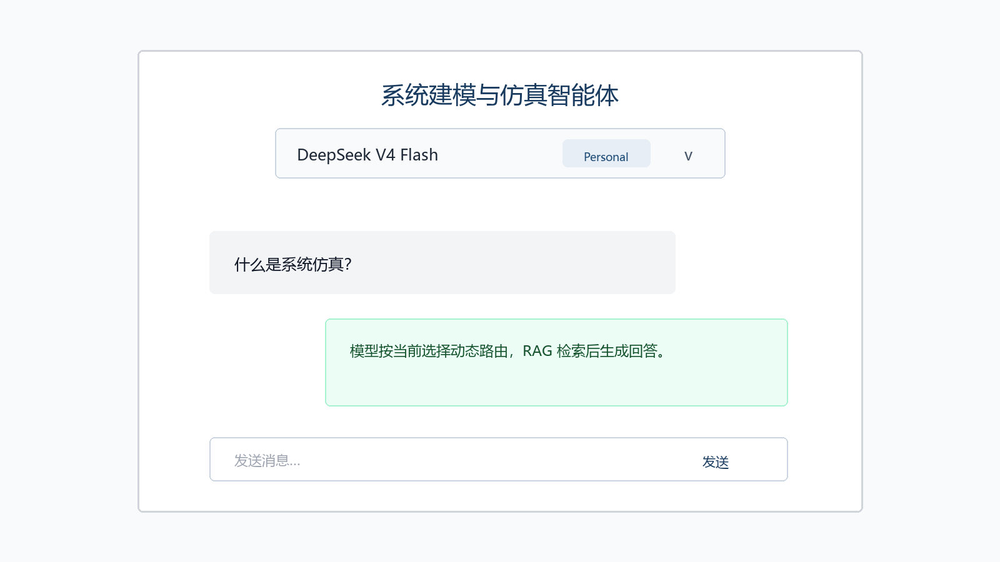 系统建模与仿真智能体
DeepSeek V4 Flash
Personal
v
什么是系统仿真？
模型按当前选择动态路由，RAG 检索后生成回答。
发送消息...
发送